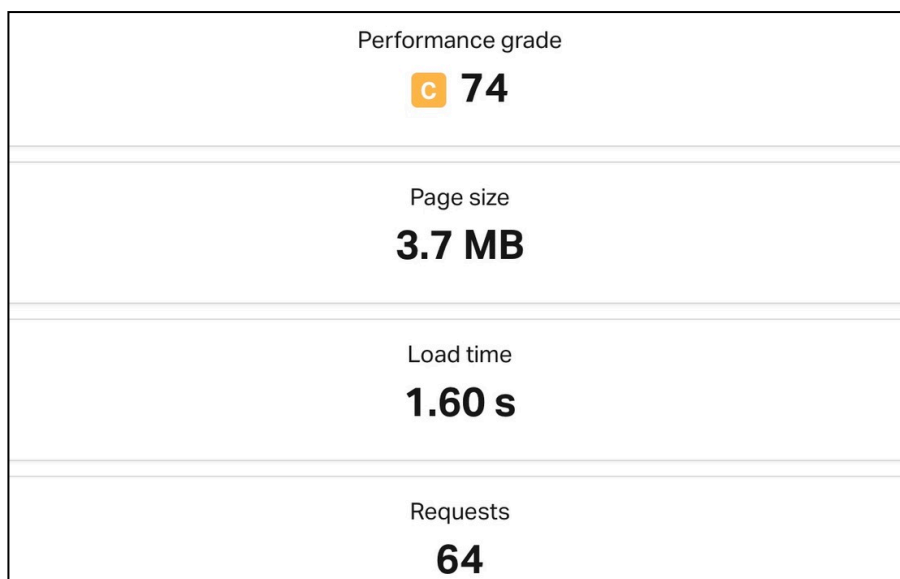 Performance grade
C 74
Page size
3.7 MB
Load time
1.60 s
Requests
64